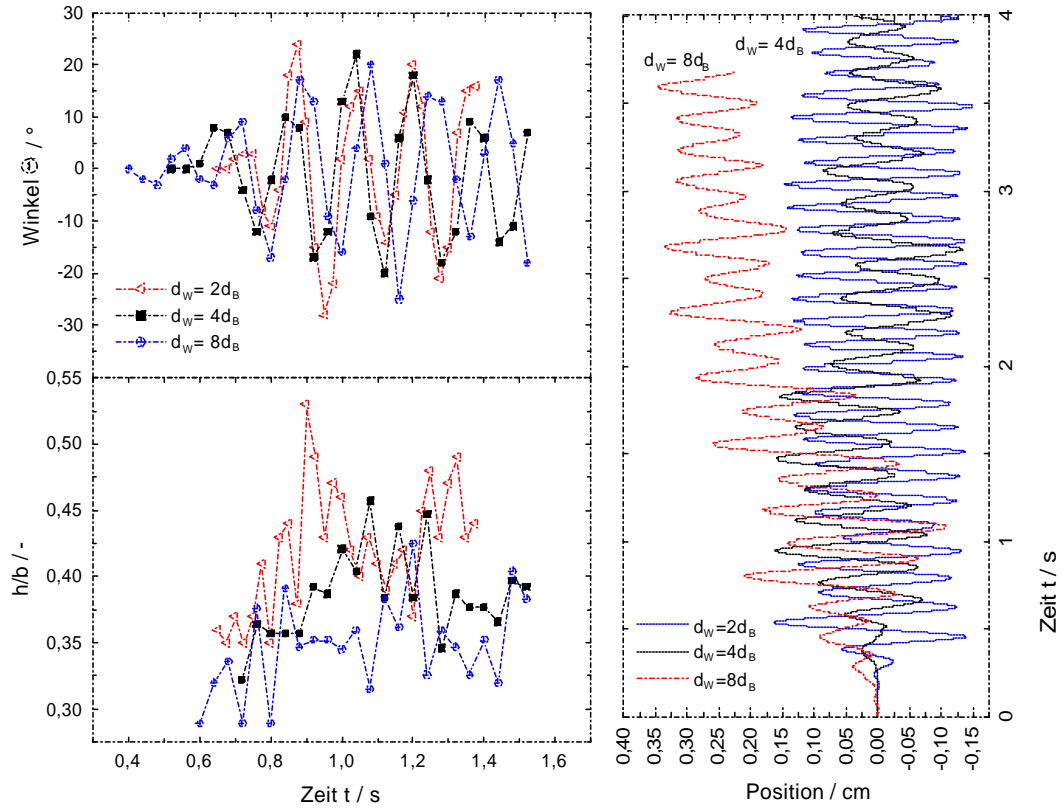 30
20
10
0
-10
-20
-30
Winkel Θ / °
d_W= 2d_B
d_W= 4d_B
d_W= 8d_B
0,55
0,50
0,45
0,40
0,35
0,30
h/b / -
0,4 0,6 0,8 1,0 1,2 1,4 1,6
Zeit t / s
d_W= 8d_B
d_W= 4d_B
d_W=2d_B
d_W=4d_B
d_W=8d_B
4
3
2
1
0
Zeit t / s
0,40 0,35 0,30 0,25 0,20 0,15 0,10 0,05 0,00 -0,05 -0,10 -0,15
Position / cm